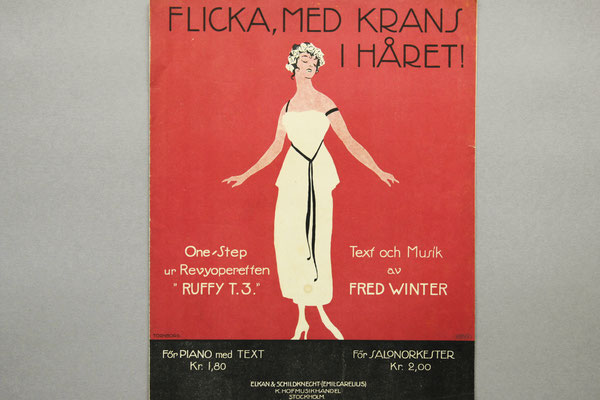 FLICKA, MED KRANS
I HÅRET!
One-Step
ur Revyoperetten
"RUFFY T.3."
Text och Musik
av
FRED WINTER
För PIANO med TEXT
Kr. 1,80
För SALONORKESTER
Kr. 2,00
ELKAN & SCHILDKNECHT (EMIL CARELIUS)
K. HOFMUSIKHANDEL
STOCKHOLM